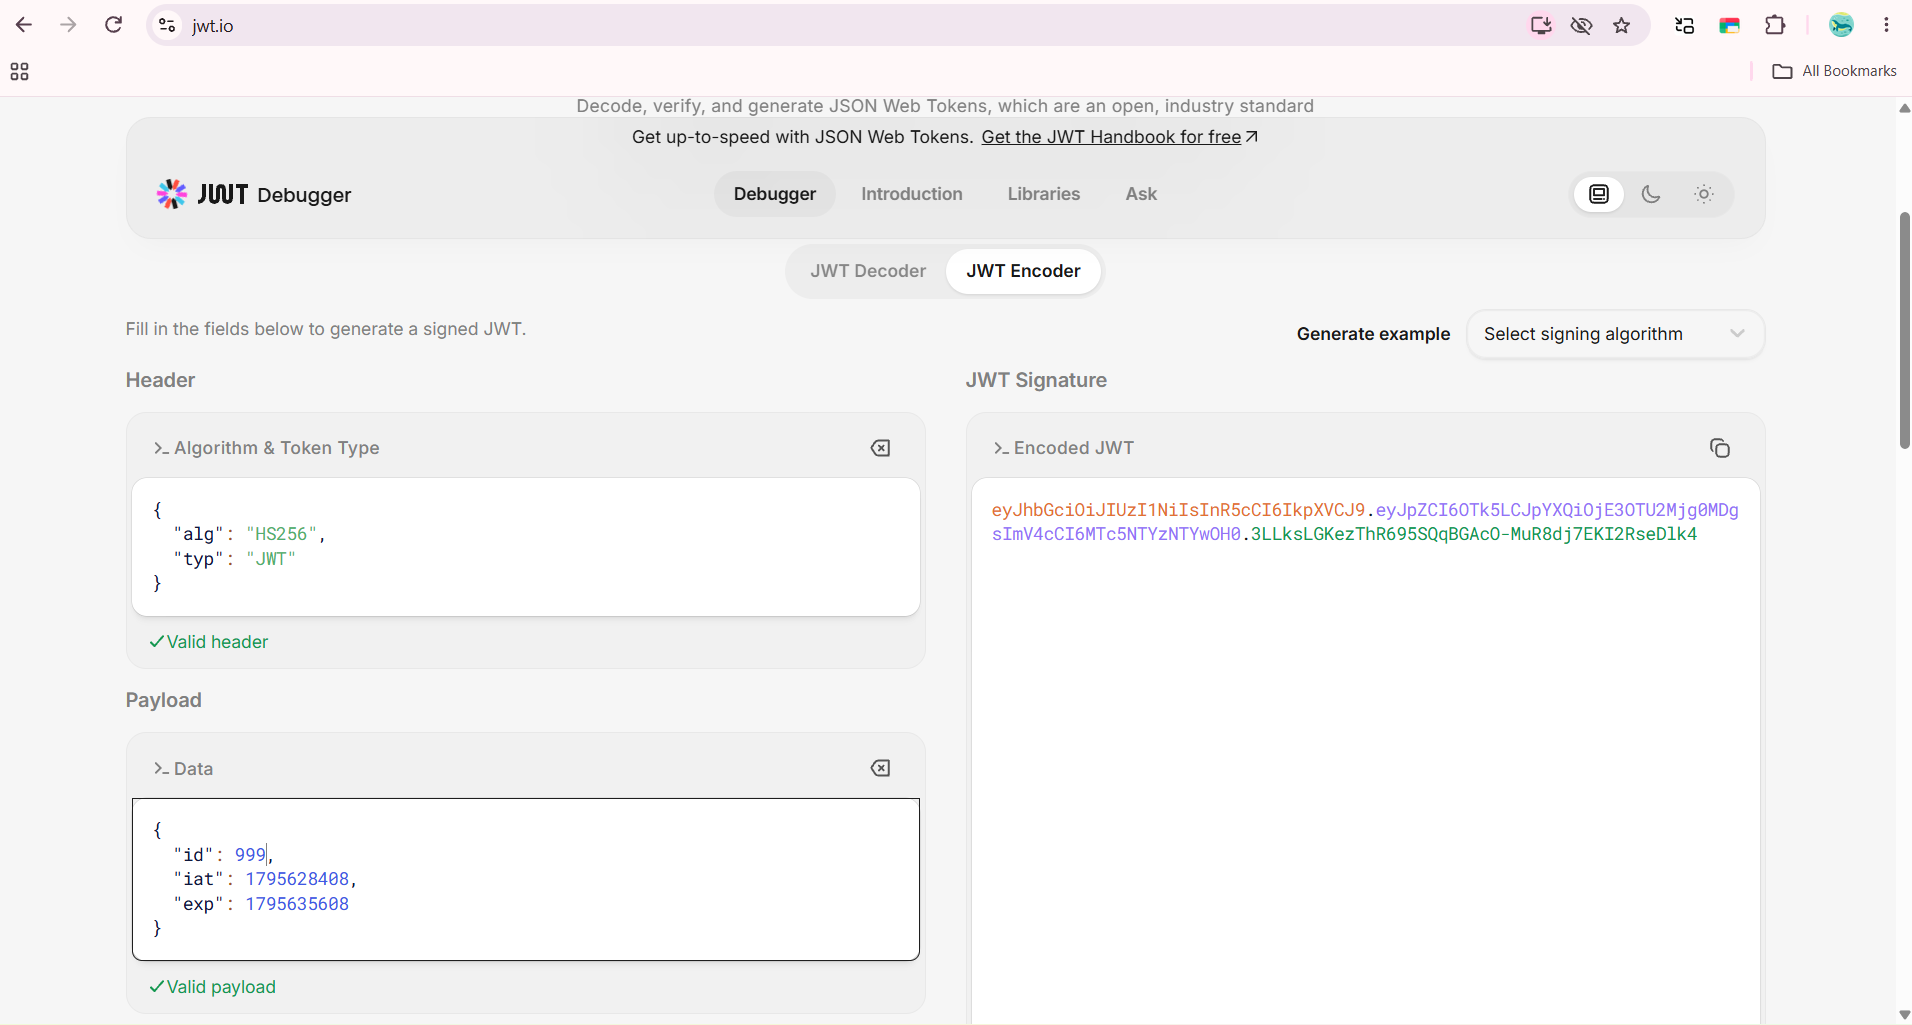 jwt.io
All Bookmarks
Decode, verify, and generate JSON Web Tokens, which are an open, industry standard
Get up-to-speed with JSON Web Tokens. Get the JWT Handbook for free
JWT Debugger
Debugger
Introduction
Libraries
Ask
JWT Decoder
JWT Encoder
Fill in the fields below to generate a signed JWT.
Generate example
Select signing algorithm
Header
Algorithm & Token Type
{
"alg": "HS256",
"typ": "JWT"
}
Valid header
Payload
Data
{
"id": 999,
"iat": 1795628408,
"exp": 1795635608
}
Valid payload
JWT Signature
Encoded JWT
eyJhbGciOiJIUzI1NiIsInR5cCI6IkpXVCJ9.eyJpZCI6OTk5LCJpYXQiOjE3OTU2Mjg0MDg
sImV4cCI6MTc5NTYzNTYwOH0.3LLksLGKezThR695SQqBGAcO-MuR8dj7EKI2RseDlk4